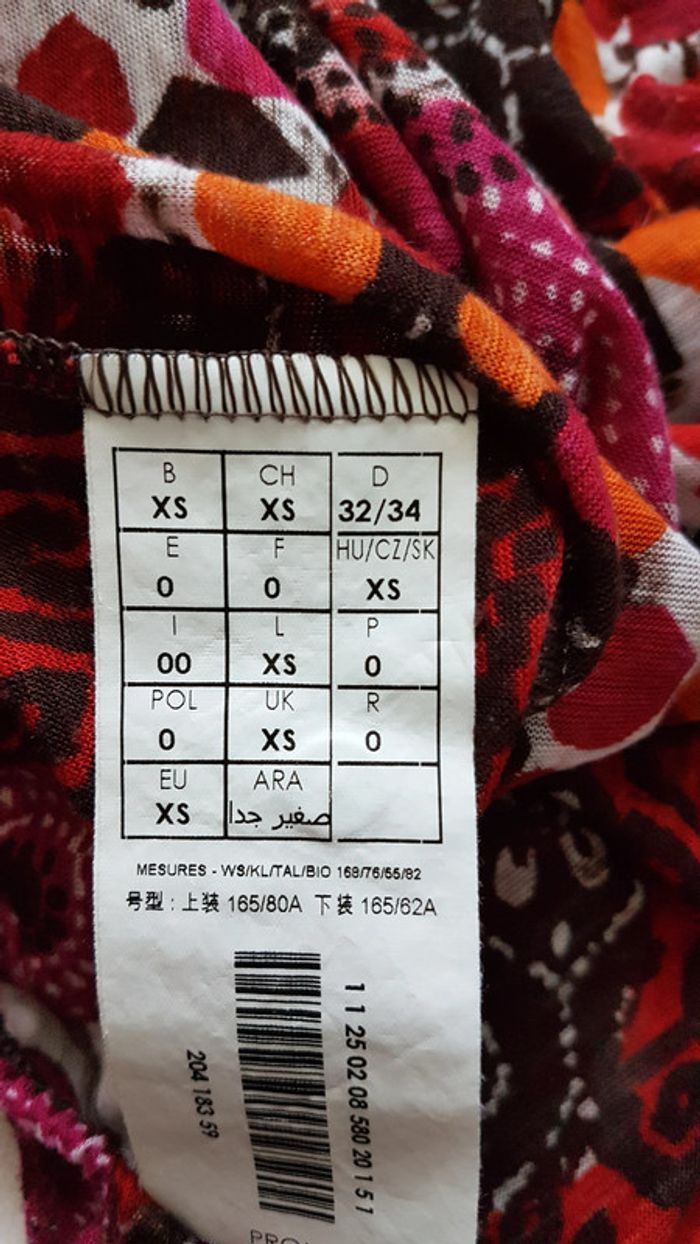 B CH D
XS XS 32/34
E F HU/CZ/SK
0 0 XS
I L P
00 XS 0
POL UK R
0 XS 0
EU ARA
XS صغير جدا
MESURES - WS/KL/TAL/BIO 168/76/55/82
号型 : 上装 165/80A 下装 165/62A
1 1 25 02 08 580 20 1 5 1
204 183 59